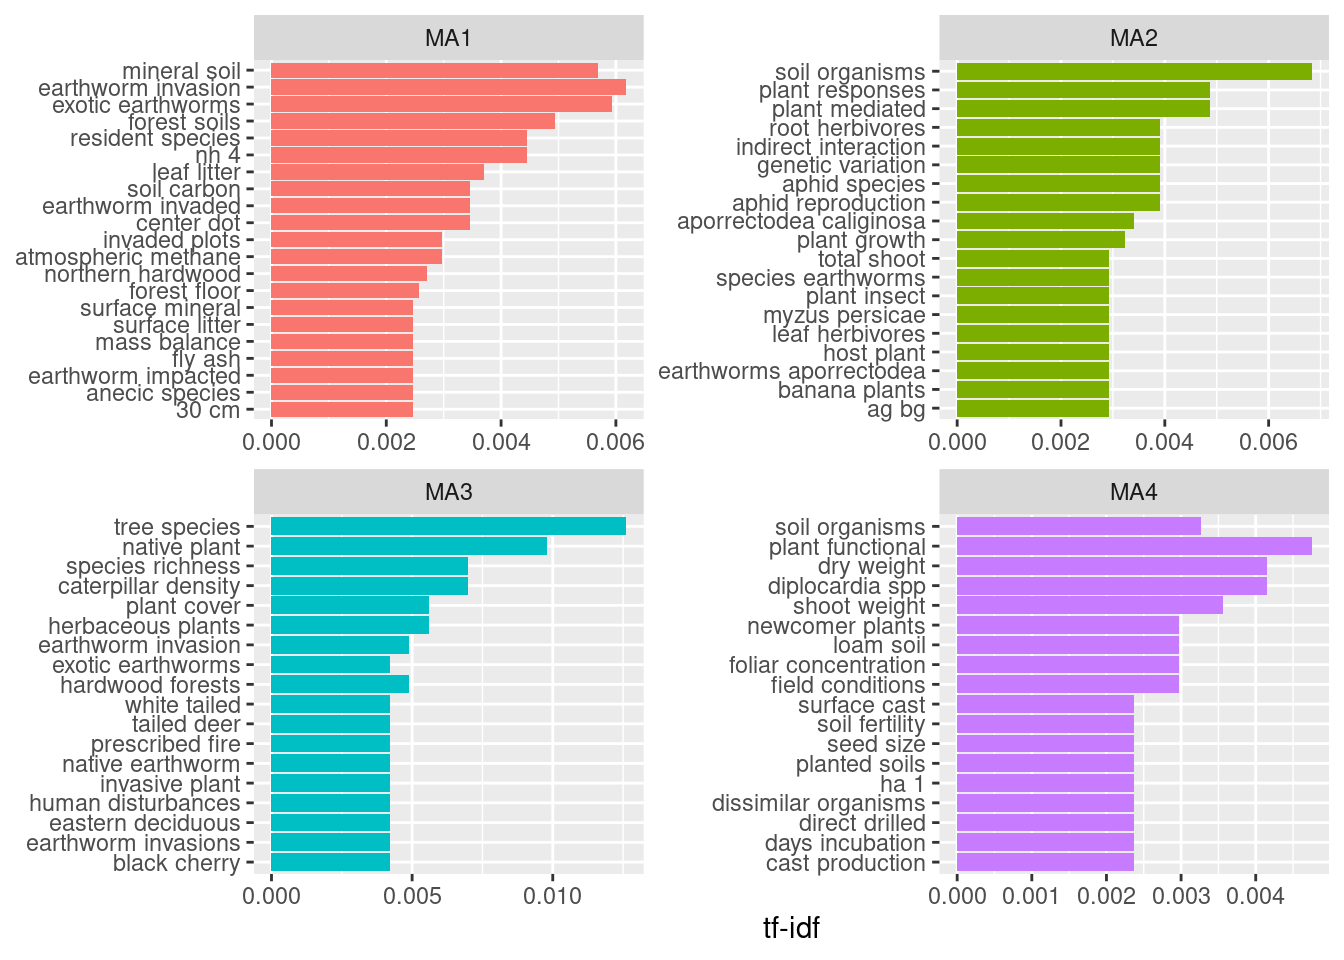 MA1
mineral soil
earthworm invasion
exotic earthworms
forest soils
resident species
nh 4
leaf litter
soil carbon
earthworm invaded
center dot
invaded plots
atmospheric methane
northern hardwood
forest floor
surface mineral
surface litter
mass balance
fly ash
earthworm impacted
anecic species
30 cm
0.000 0.002 0.004 0.006
MA2
soil organisms
plant responses
plant mediated
root herbivores
indirect interaction
genetic variation
aphid species
aphid reproduction
aporrectodea caliginosa
plant growth
total shoot
species earthworms
plant insect
myzus persicae
leaf herbivores
host plant
earthworms aporrectodea
banana plants
ag bg
0.000 0.002 0.004 0.006
MA3
tree species
native plant
species richness
caterpillar density
plant cover
herbaceous plants
earthworm invasion
exotic earthworms
hardwood forests
white tailed
tailed deer
prescribed fire
native earthworm
invasive plant
human disturbances
eastern deciduous
earthworm invasions
black cherry
0.000 0.005 0.010
MA4
soil organisms
plant functional
dry weight
diplocardia spp
shoot weight
newcomer plants
loam soil
foliar concentration
field conditions
surface cast
soil fertility
seed size
planted soils
ha 1
dissimilar organisms
direct drilled
days incubation
cast production
0.000 0.001 0.002 0.003 0.004
tf-idf